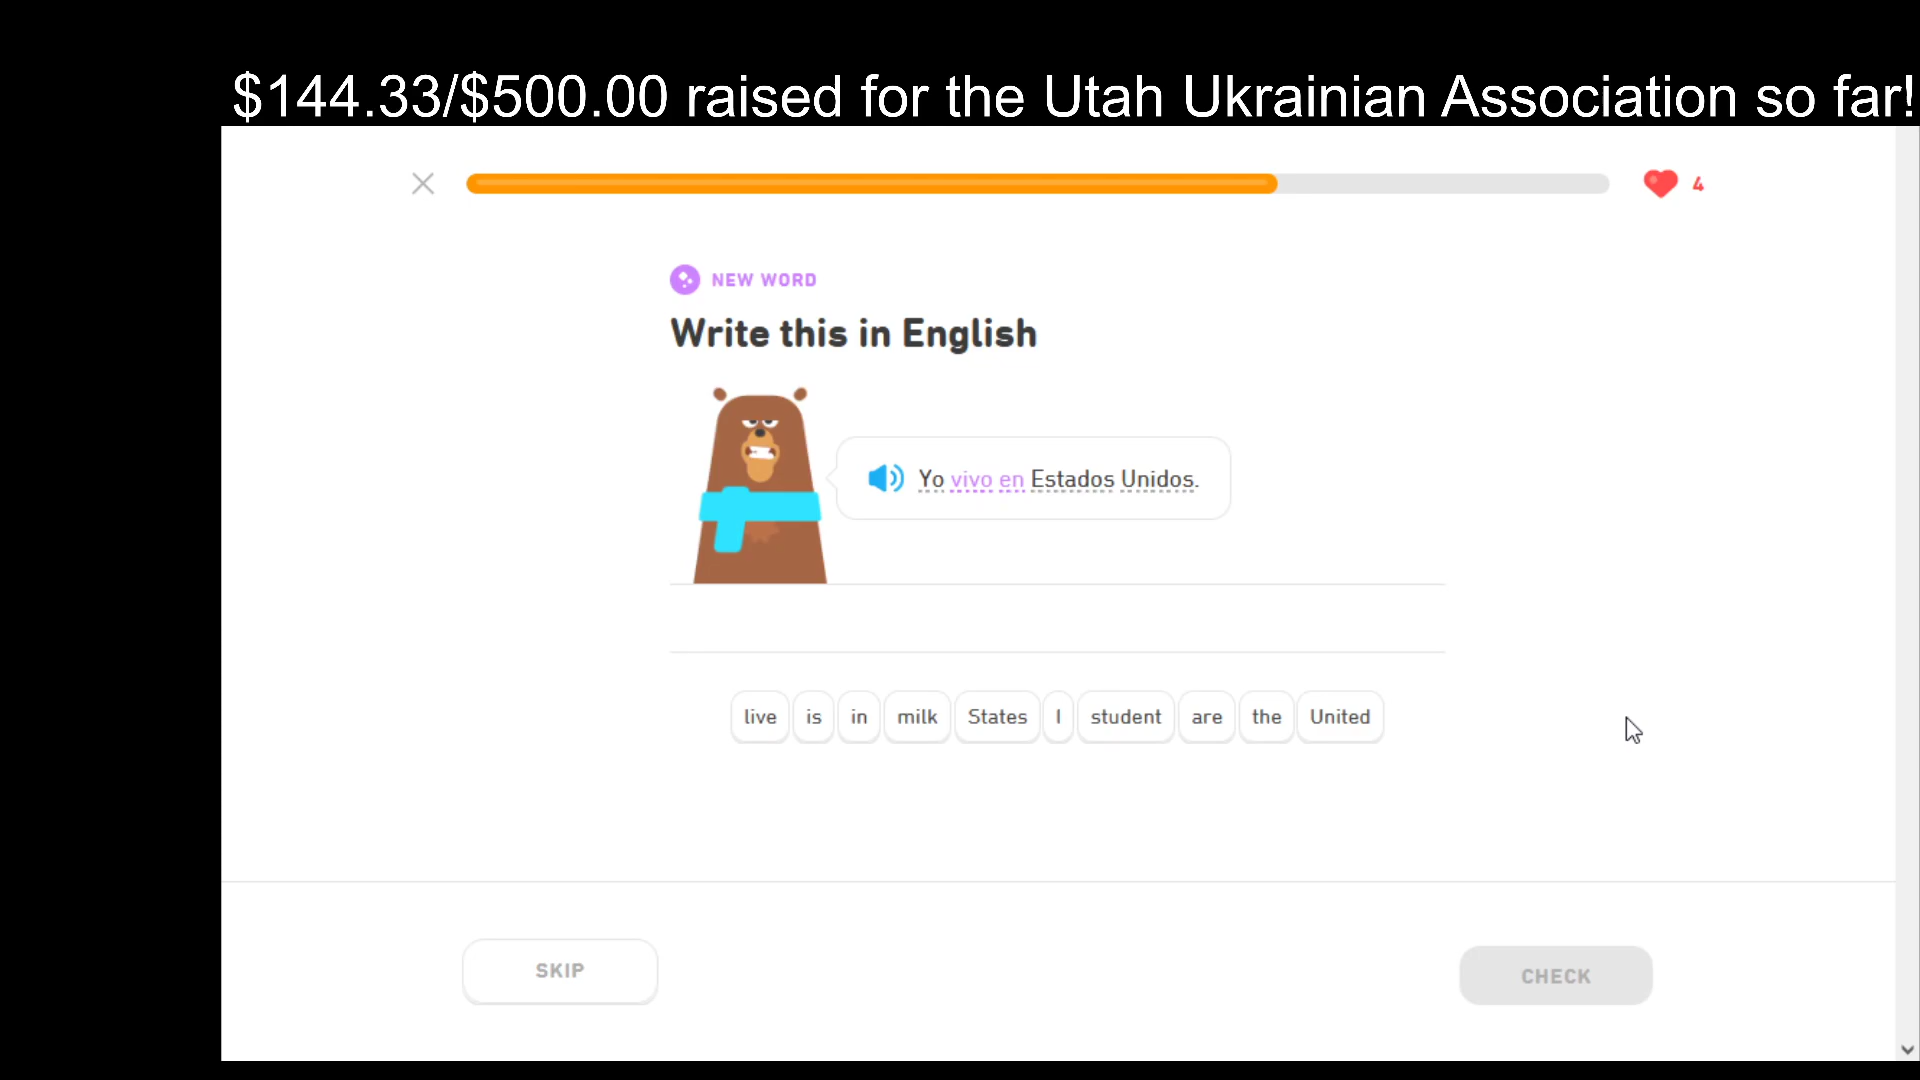 $144.33/$500.00 raised for the Utah Ukrainian Association so far!
4
NEW WORD
Write this in English
Yo vivo en Estados Unidos.
live is in milk States I student are the United
SKIP CHECK